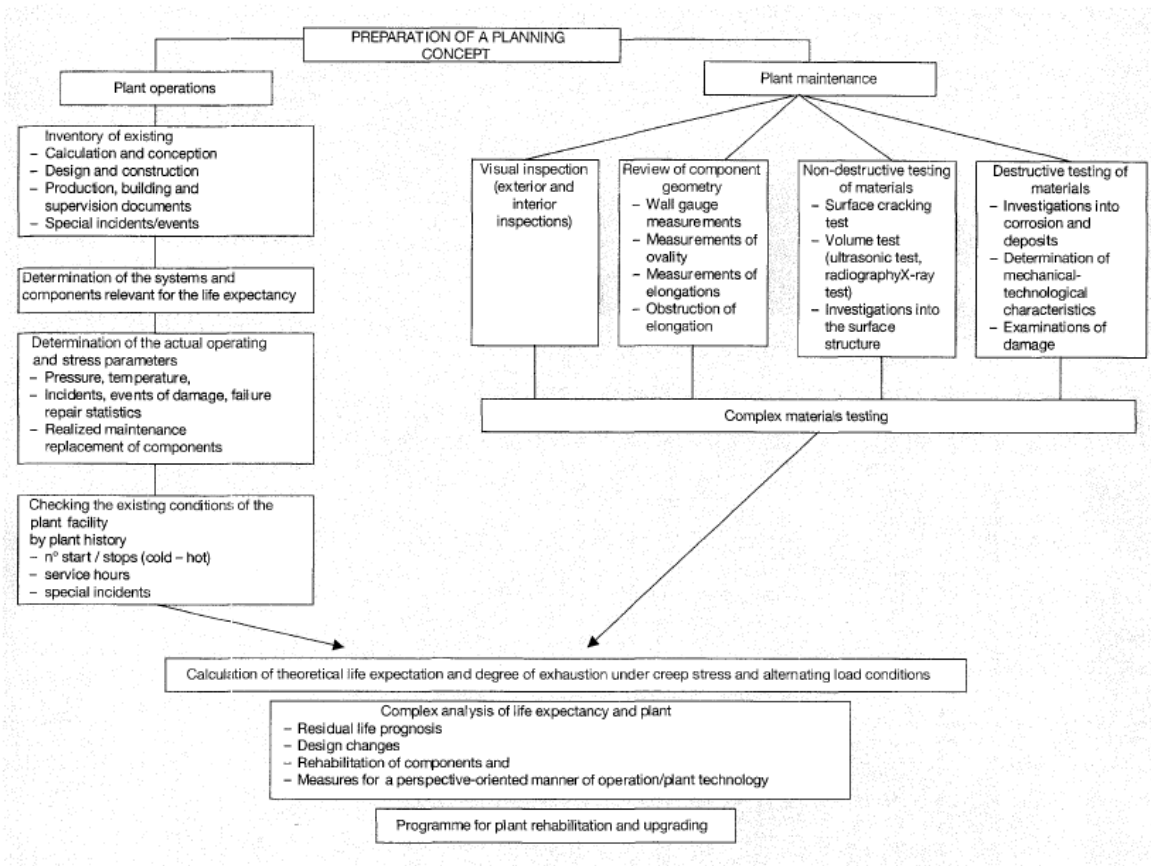 PREPARATION OF A PLANNING
CONCEPT
Plant operations
Inventory of existing
– Calculation and conception
– Design and construction
– Production, building and
supervision documents
– Special incidents/events
Determination of the systems and
components relevant for the life expectancy
Determination of the actual operating
and stress parameters
– Pressure, temperature,
– Incidents, events of damage, failure
repair statistics
– Realized maintenance
replacement of components
Checking the existing conditions of the
plant facility
by plant history
– n° start / stops (cold – hot)
– service hours
– special incidents
Plant maintenance
Visual inspection
(exterior and
interior
inspections)
Review of component
geometry
– Wall gauge
measurements
– Measurements of
ovality
– Measurements of
elongations
– Obstruction of
elongation
Non-destructive testing
of materials
– Surface cracking
test
– Volume test
(ultrasonic test,
radiographyX-ray
test)
– Investigations into
the surface
structure
Destructive testing of
materials
– Investigations into
corrosion and
deposits
– Determination of
mechanical-
technological
characteristics
– Examinations of
damage
Complex materials testing
Calculation of theoretical life expectation and degree of exhaustion under creep stress and alternating load conditions
Complex analysis of life expectancy and plant
– Residual life prognosis
– Design changes
– Rehabilitation of components and
– Measures for a perspective-oriented manner of operation/plant technology
Programme for plant rehabilitation and upgrading